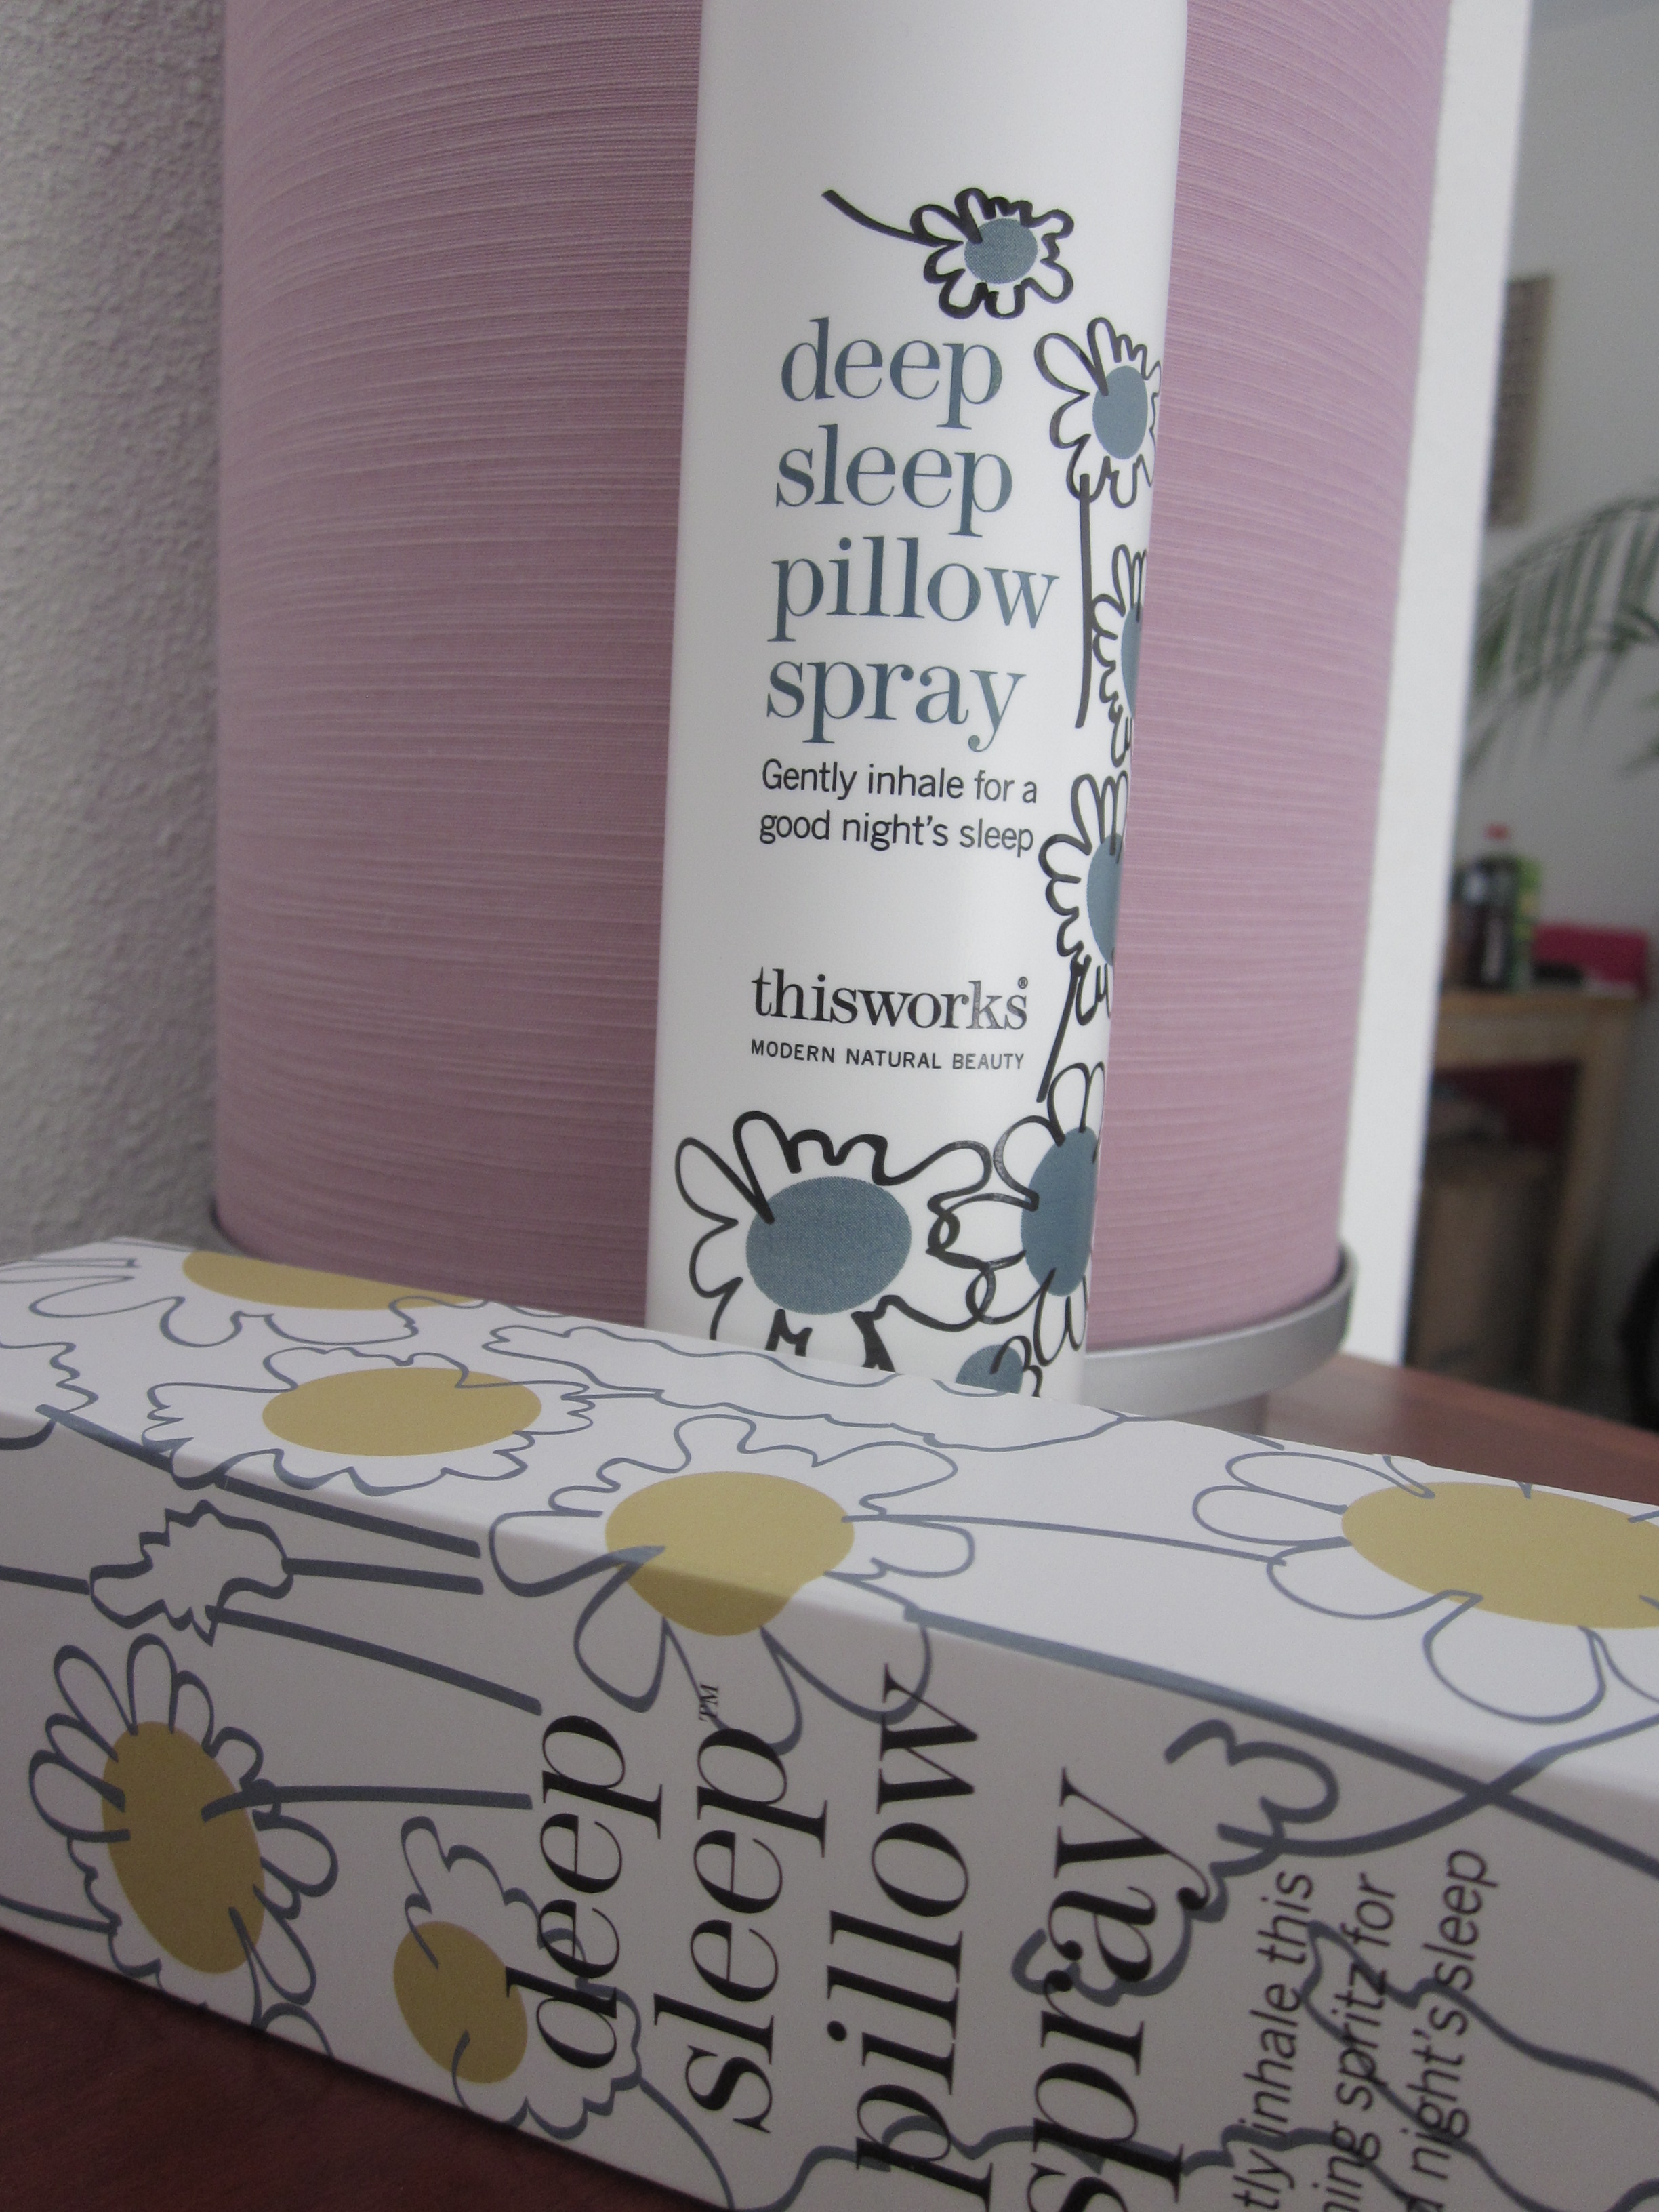 deep
sleep
pillow
spray
Gently inhale for a
good night's sleep
thisworks®
MODERN NATURAL BEAUTY
deep
sleep™
pillow
spray
inhale this
spritz for
night's sleep